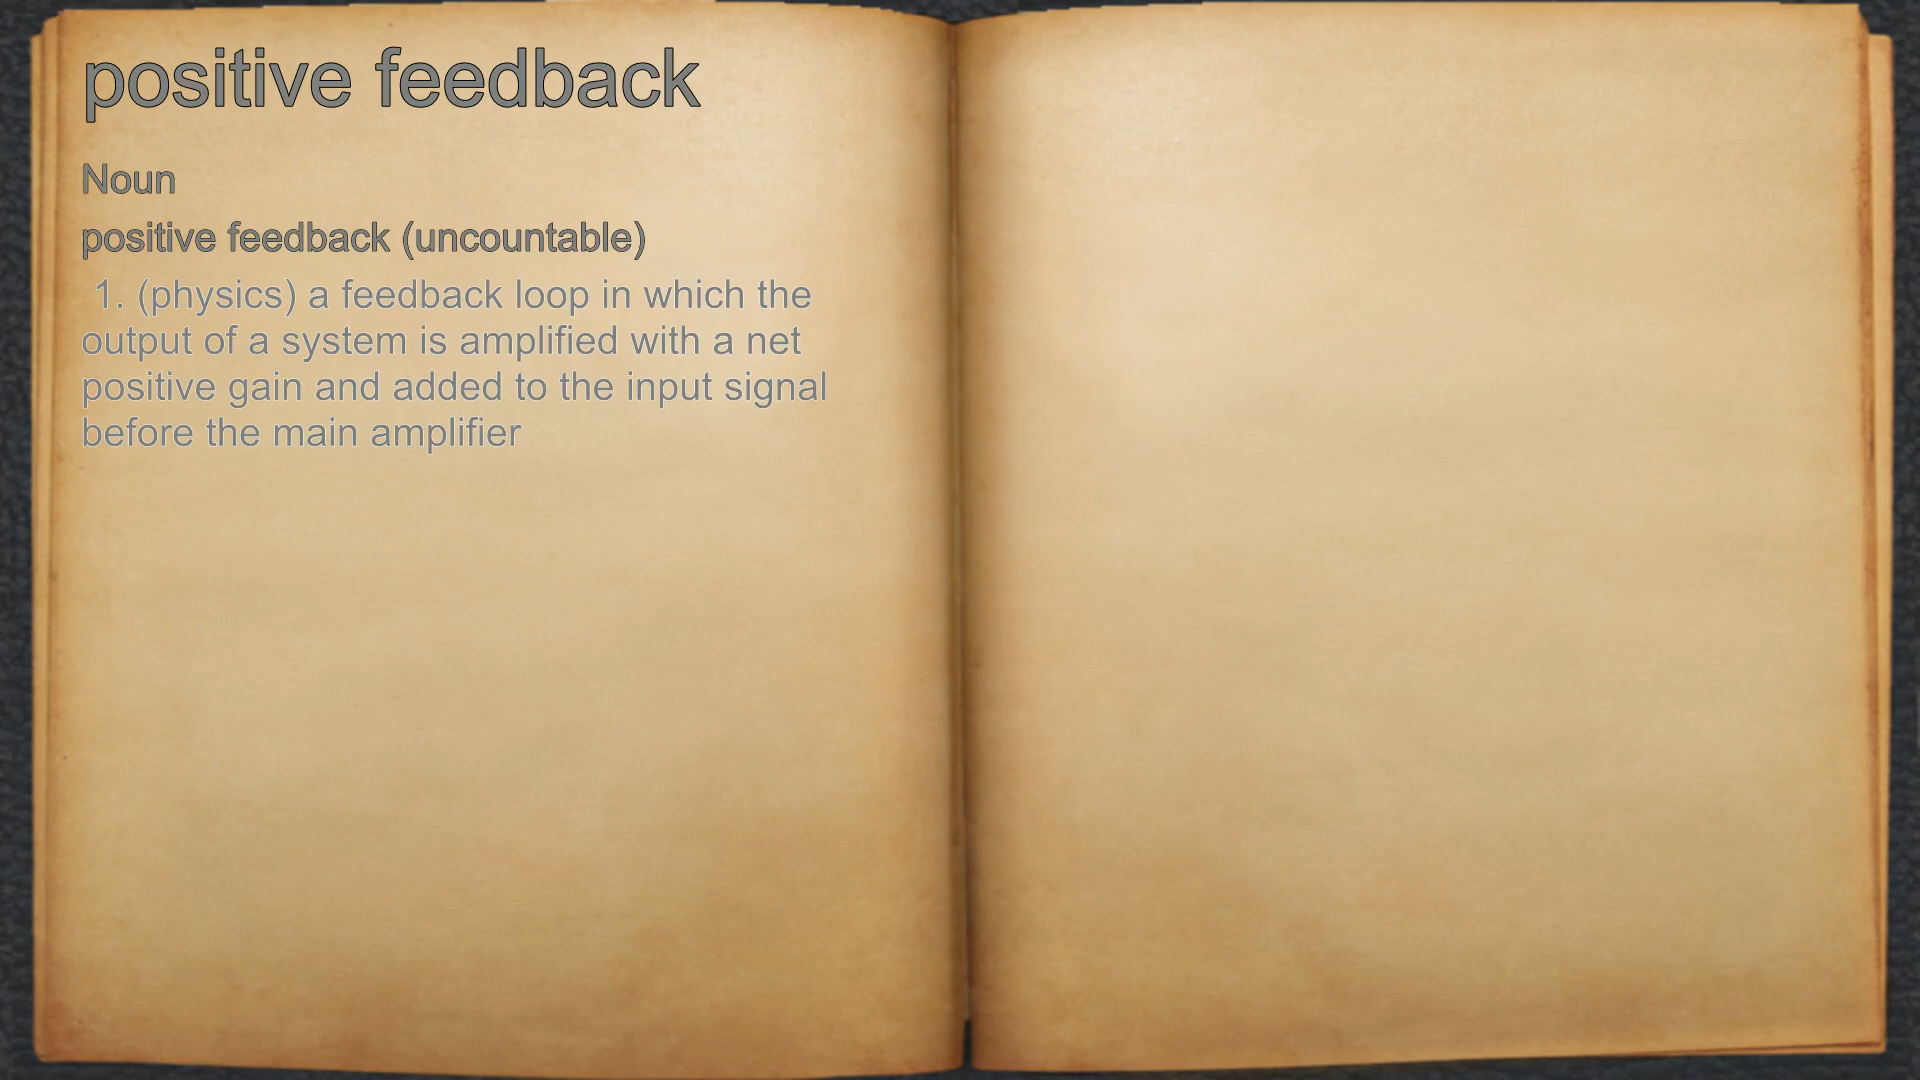 positive feedback
Noun
positive feedback (uncountable)
1. (physics) a feedback loop in which the
output of a system is amplified with a net
positive gain and added to the input signal
before the main amplifier